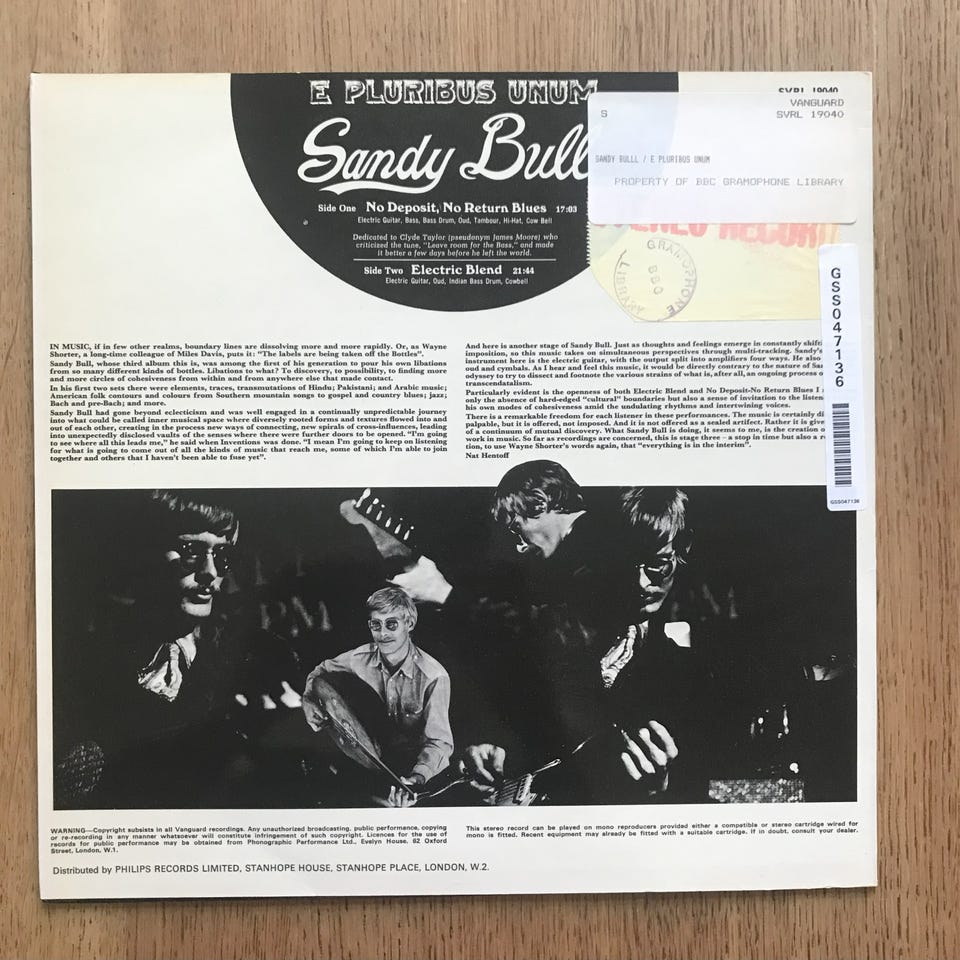 E PLURIBUS UNUM
Sandy Bull
Side One No Deposit, No Return Blues 17:03
Electric Guitar, Bass, Bass Drum, Oud, Tambour, Hi-Hat, Cow Bell
Dedicated to Clyde Taylor (pseudonym James Moore) who
criticized the tune, "Leave room for the Bass," and made
it better a few days before he left the world.
Side Two Electric Blend 21:44
Electric Guitar, Oud, Indian Bass Drum, Cowbell
SVRL 19040
VANGUARD
S SVRL 19040
SANDY BULLL / E PLURIBUS UNUM
PROPERTY OF BBC GRAMOPHONE LIBRARY
STEREO RECORD
GRAMOPHONE
BBC
LIBRARY
GSS047136
GSS047136
IN MUSIC, if in few other realms, boundary lines are dissolving more and more rapidly. Or, as Wayne
Shorter, a long-time colleague of Miles Davis, puts it: "The labels are being taken off the Bottles".
Sandy Bull, whose third album this is, was among the first of his generation to pour his own libations
from so many different kinds of bottles. Libations to what? To discovery, to possibility, to finding more
and more circles of cohesiveness from within and from anywhere else that made contact.
In his first two sets there were elements, traces, transmutations of Hindu; Pakistani; and Arabic music;
American folk contours and colours from Southern mountain songs to gospel and country blues; jazz;
Bach and pre-Bach; and more.
Sandy Bull had gone beyond eclecticism and was well engaged in a continually unpredictable journey
into what could be called inner musical space where diversely rooted forms and textures flowed into and
out of each other, creating in the process new ways of connecting, new spirals of cross-influences, leading
into unexpectedly disclosed vaults of the senses where there were further doors to be opened. "I'm going
to see where all this leads me," he said when Inventions was done. "I mean I'm going to keep on listening
for what is going to come out of all the kinds of music that reach me, some of which I'm able to join
together and others that I haven't been able to fuse yet".
And here is another stage of Sandy Bull. Just as thoughts and feelings emerge in constantly shifti
imposition, so this music takes on simultaneous perspectives through multi-tracking. Sandy's
instrument here is the electric guitar, with the output split into amplifiers four ways. He also
oud and cymbals. As I hear and feel this music, it would be directly contrary to the nature of
odyssey to try to dissect and footnote the various strains of what is, after all, an ongoing process o
transcendatalism.
Particularly evident is the openness of both Electric Blend and No Deposit-No Return Blues I
only the absence of hard-edged "cultural" boundaries but also a sense of invitation to the listen
his own modes of cohesiveness amid the undulating rhythms and intertwining voices.
There is a remarkable freedom for each listener in these performances. The music is certainly di
palpable, but it is offered, not imposed. And it is not offered as a sealed artifect. Rather it is give
of a continuum of mutual discovery. What Sandy Bull is doing, it seems to me, is the creation o
work in music. So far as recordings are concerned, this is stage three – a stop in time but also a
tion, to use Wayne Shorter's words again, that "everything is in the interim".
Nat Hentoff
WARNING—Copyright subsists in all Vanguard recordings. Any unauthorized broadcasting, public performance, copying
or re-recording in any manner whatsoever will constitute infringement of such copyright. Licences for the use of
records for public performance may be obtained from Phonographic Performance Ltd., Evelyn House, 62 Oxford
Street, London, W.1.
This stereo record can be played on mono reproducers provided either a compatible or stereo cartridge wired for
mono is fitted. Recent equipment may already be fitted with a suitable cartridge. If in doubt, consult your dealer.
Distributed by PHILIPS RECORDS LIMITED, STANHOPE HOUSE, STANHOPE PLACE, LONDON, W.2.